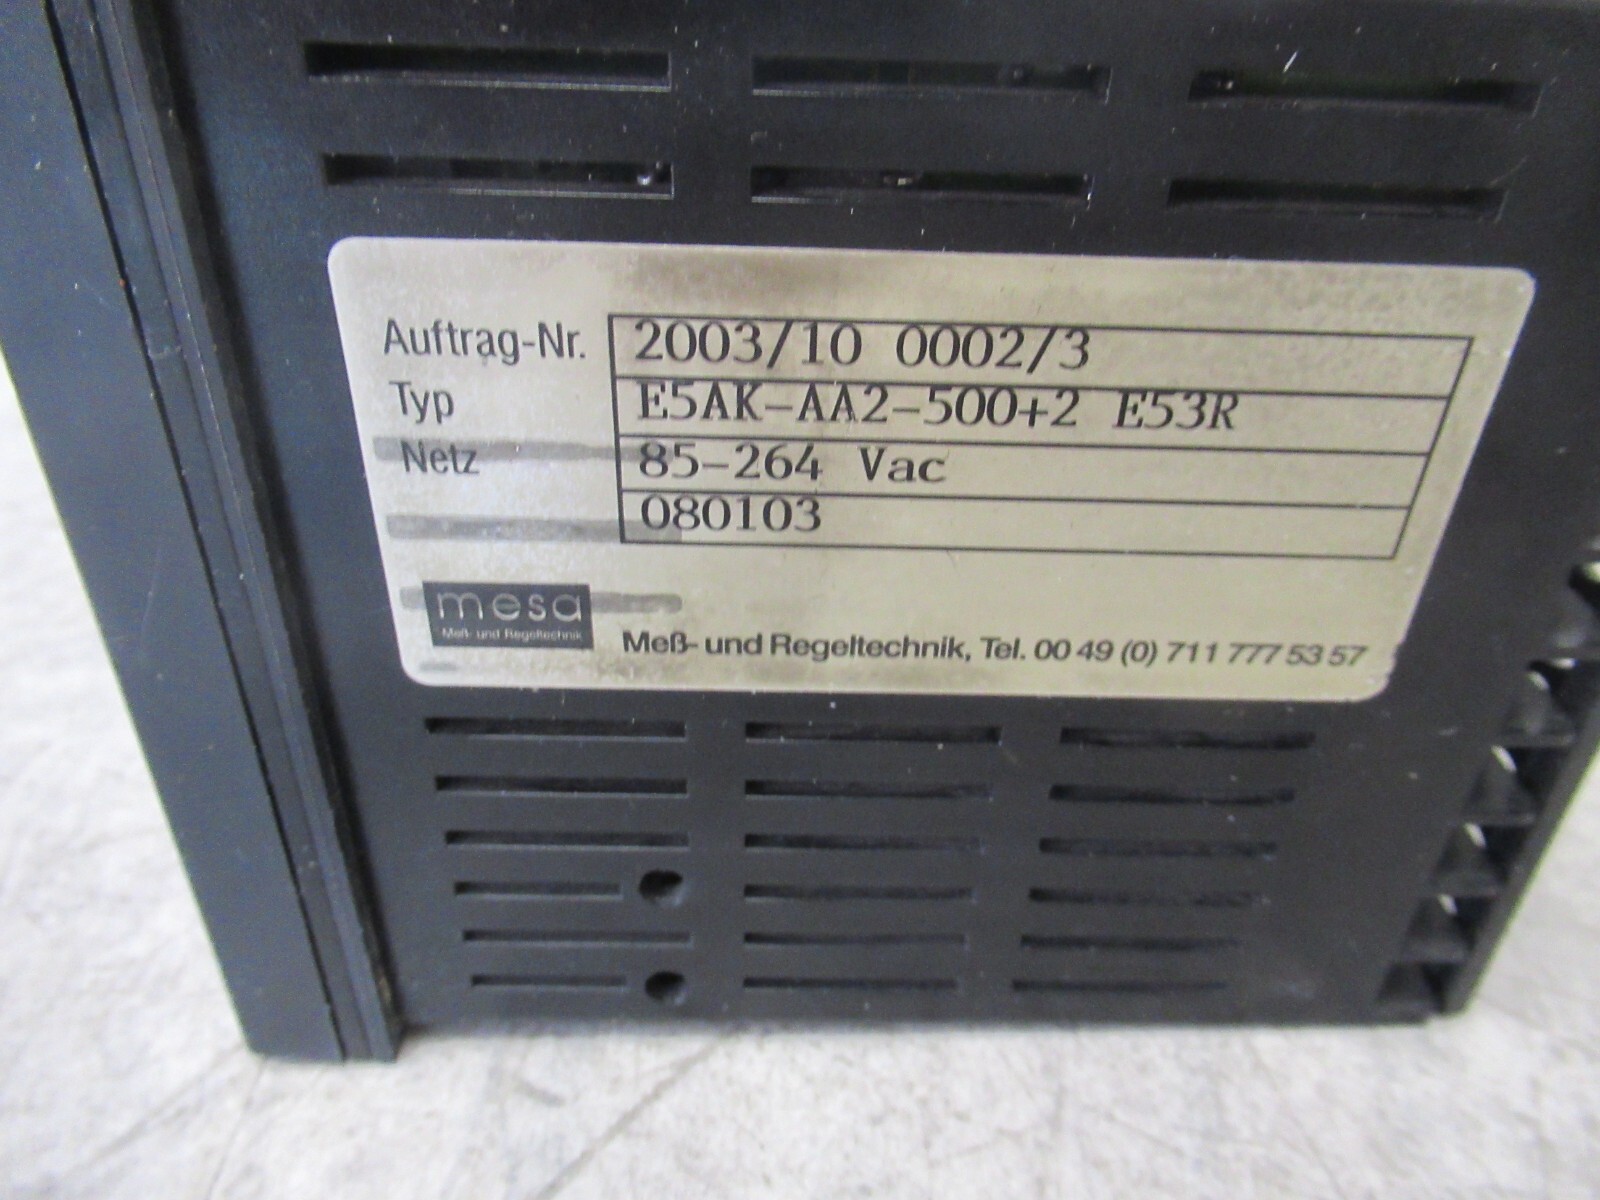 Auftrag-Nr. 2003/10 0002/3
Typ E5AK-AA2-500+2 E53R
Netz 85-264 Vac
080103
mesa
Meß- und Regeltechnik
Meß- und Regeltechnik, Tel. 00 49 (0) 711 777 53 57